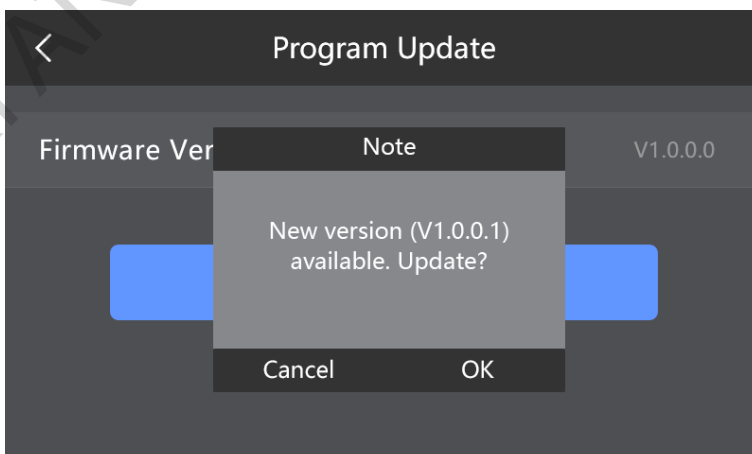 Program Update
Firmware Ver
V1.0.0.0
Note
New version (V1.0.0.1)
available. Update?
Cancel
OK